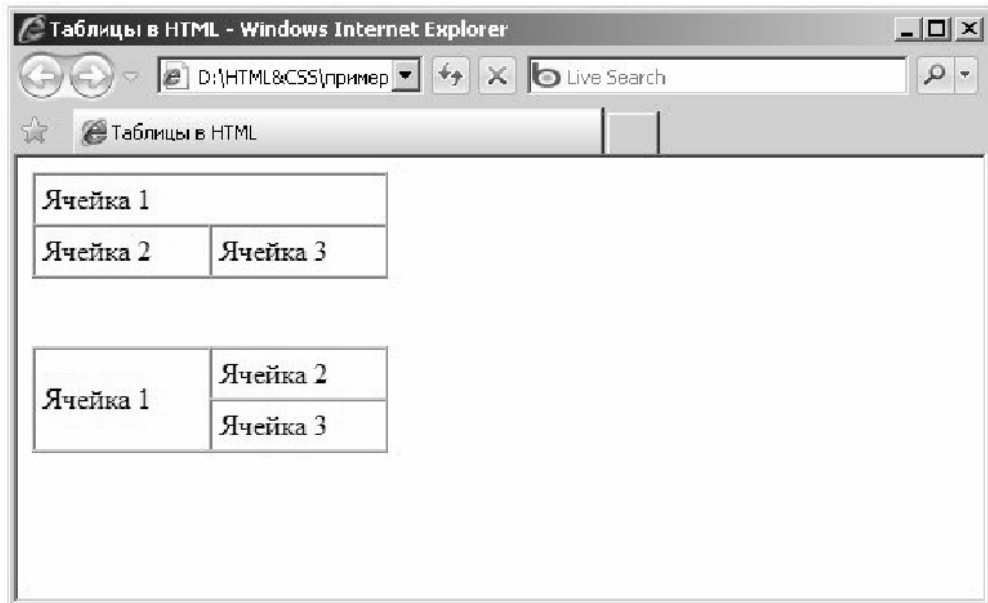 Таблицы в HTML - Windows Internet Explorer
D:\HTML&CSS\пример
Live Search
Таблицы в HTML
Ячейка 1
Ячейка 2 Ячейка 3
Ячейка 1
Ячейка 2
Ячейка 3